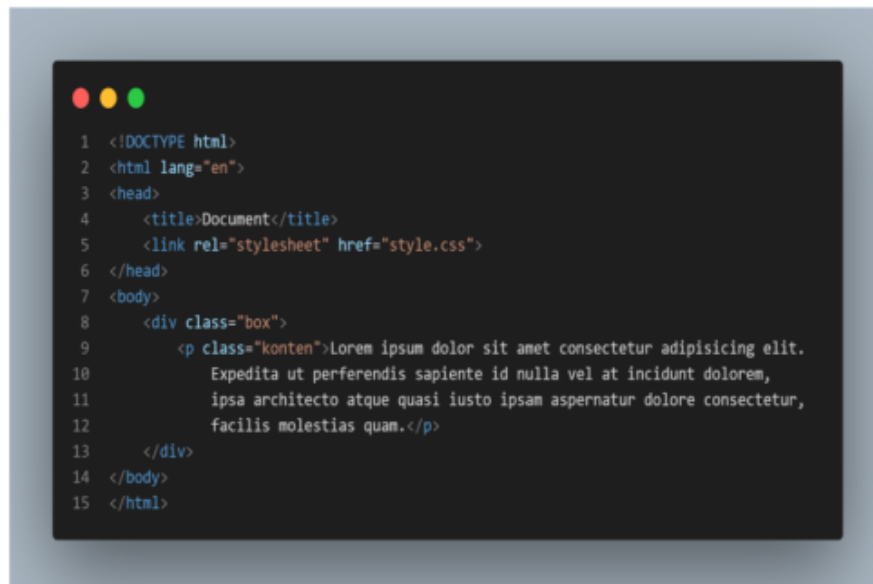 1 <!DOCTYPE html>
2 <html lang="en">
3 <head>
4     <title>Document</title>
5     <link rel="stylesheet" href="style.css">
6 </head>
7 <body>
8     <div class="box">
9         <p class="konten">Lorem ipsum dolor sit amet consectetur adipisicing elit.
10             Expedita ut perferendis sapiente id nulla vel at incidunt dolorem,
11             ipsa architecto atque quasi iusto ipsam aspernatur dolore consectetur,
12             facilis molestias quam.</p>
13     </div>
14 </body>
15 </html>